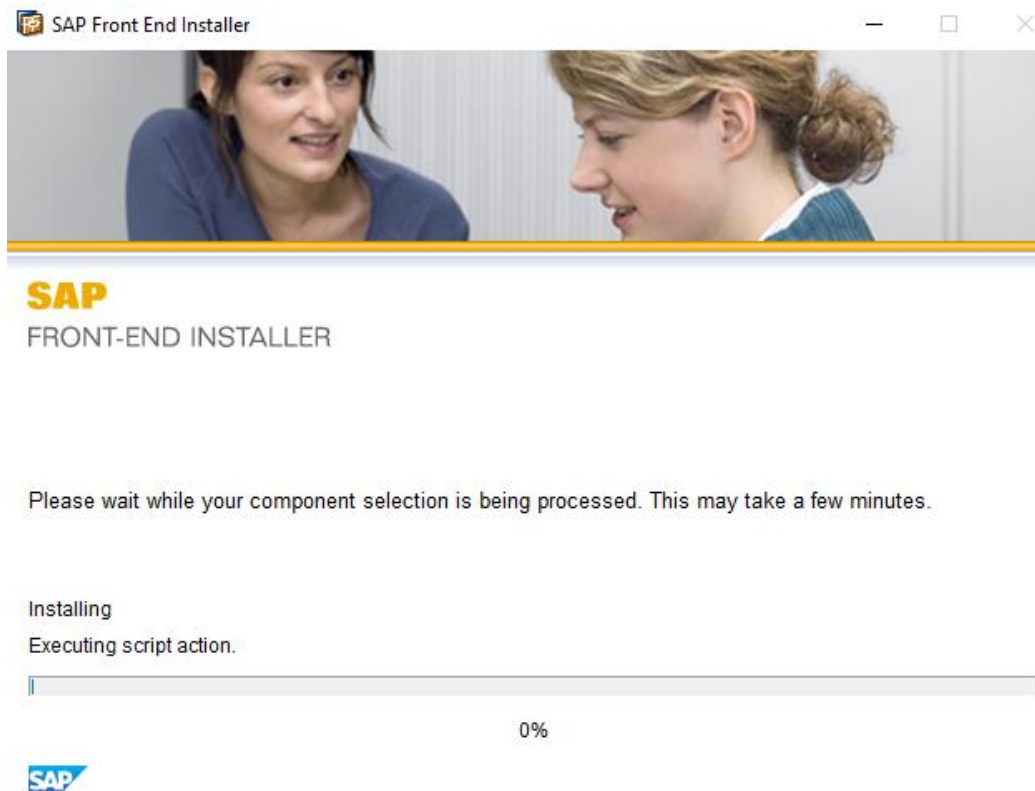 SAP Front End Installer
SAP
FRONT-END INSTALLER
Please wait while your component selection is being processed. This may take a few minutes.
Installing
Executing script action.
0%
SAP